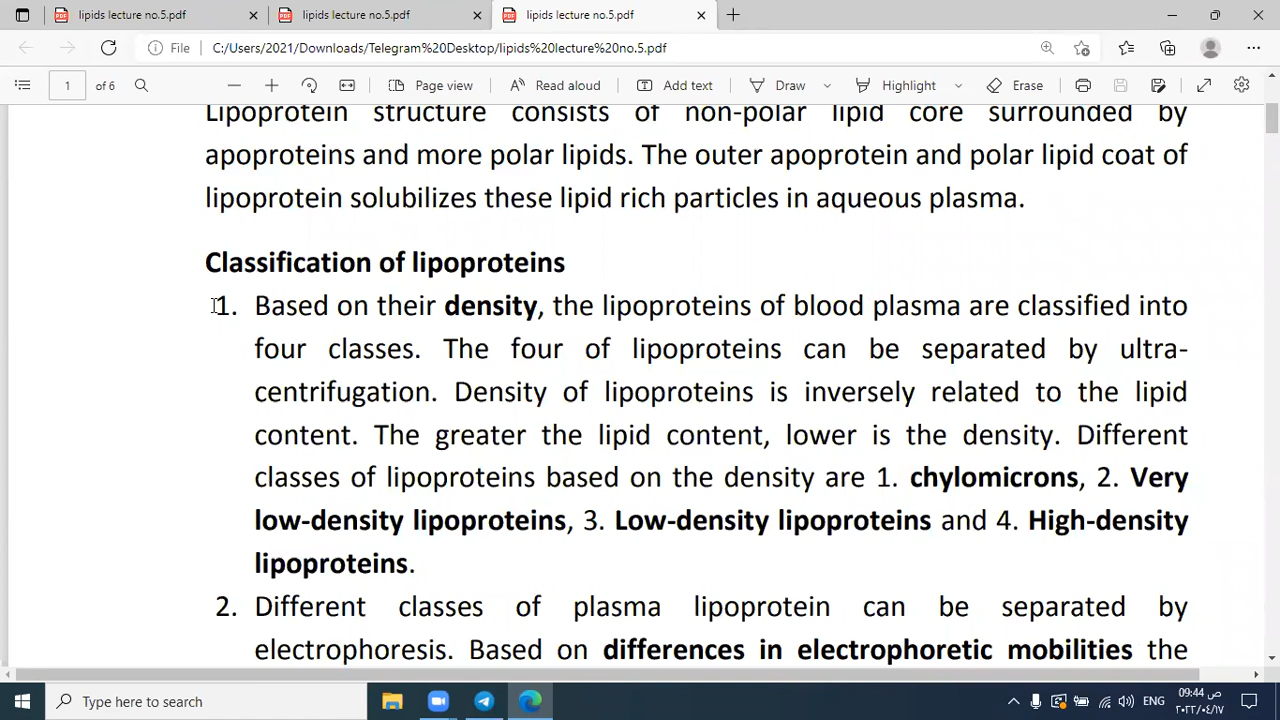 lipids lecture no.5.pdf
lipids lecture no.5.pdf
lipids lecture no.5.pdf
File
C:/Users/2021/Downloads/Telegram%20Desktop/lipids%20lecture%20no.5.pdf
1 of 6
Page view
Read aloud
Add text
Draw
Highlight
Erase
Lipoprotein structure consists of non-polar lipid core surrounded by
apoproteins and more polar lipids. The outer apoprotein and polar lipid coat of
lipoprotein solubilizes these lipid rich particles in aqueous plasma.
Classification of lipoproteins
1. Based on their density, the lipoproteins of blood plasma are classified into
four classes. The four of lipoproteins can be separated by ultra-
centrifugation. Density of lipoproteins is inversely related to the lipid
content. The greater the lipid content, lower is the density. Different
classes of lipoproteins based on the density are 1. chylomicrons, 2. Very
low-density lipoproteins, 3. Low-density lipoproteins and 4. High-density
lipoproteins.
2. Different classes of plasma lipoprotein can be separated by
electrophoresis. Based on differences in electrophoretic mobilities the
Type here to search
ENG
09:44 ص
٢٠٢٢/٠٤/١٧